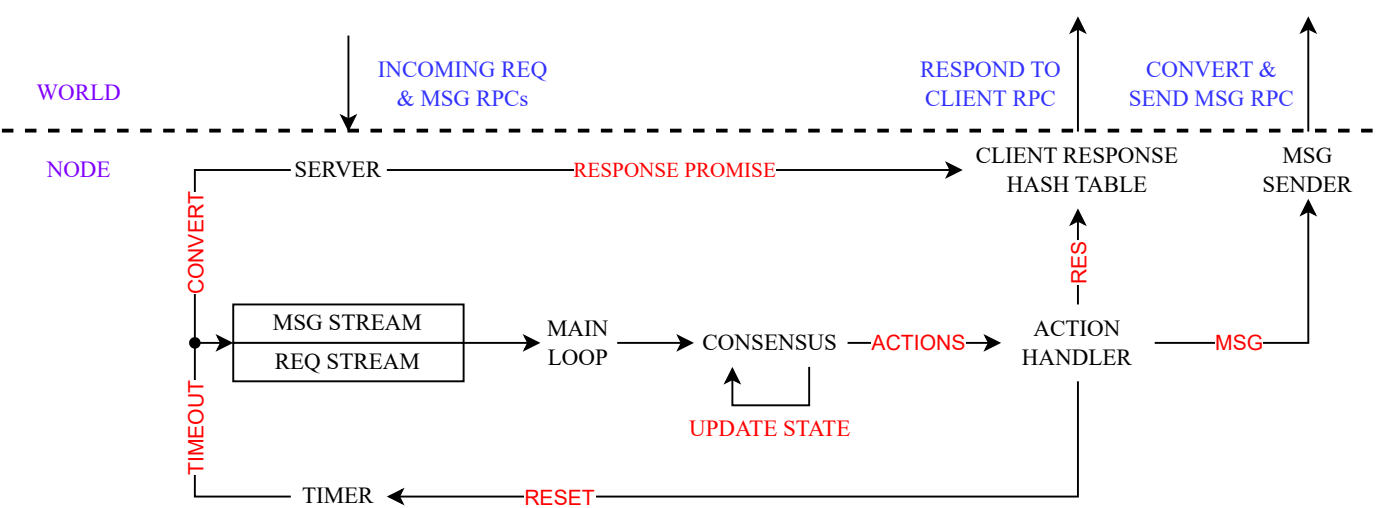 WORLD
INCOMING REQ
& MSG RPCs
RESPOND TO
CLIENT RPC
CONVERT &
SEND MSG RPC
NODE
SERVER
RESPONSE PROMISE
CLIENT RESPONSE
HASH TABLE
MSG
SENDER
CONVERT
RES
MSG STREAM
REQ STREAM
MAIN
LOOP
CONSENSUS
ACTIONS
ACTION
HANDLER
MSG
UPDATE STATE
TIMEOUT
TIMER
RESET